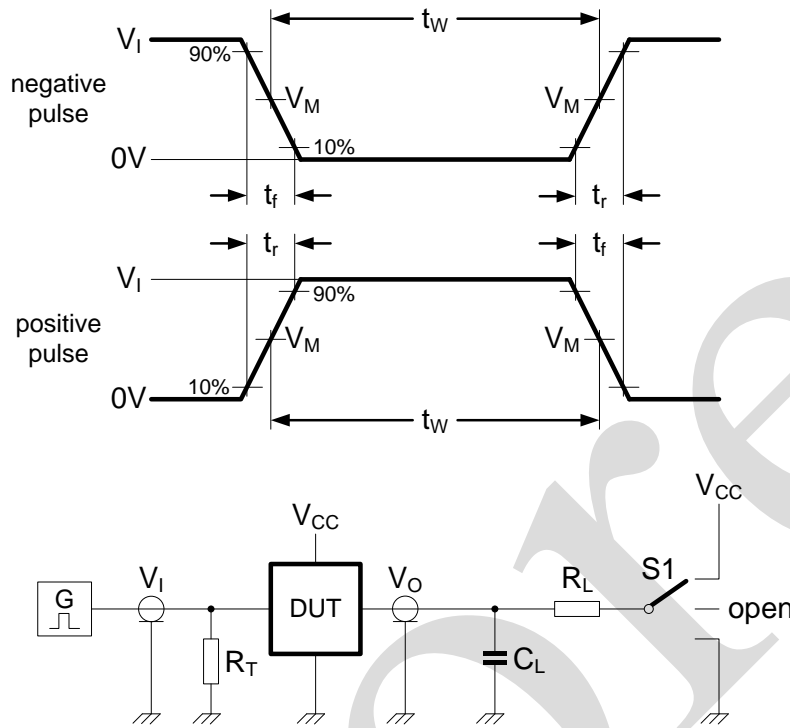 t_W
V_I
90%
negative
pulse
V_M
V_M
0V
10%
t_f
t_r
t_r
t_f
V_I
90%
positive
pulse
V_M
V_M
0V
10%
t_W
V_CC
V_CC
G
V_I
DUT
V_O
R_L
S1
open
R_T
C_L